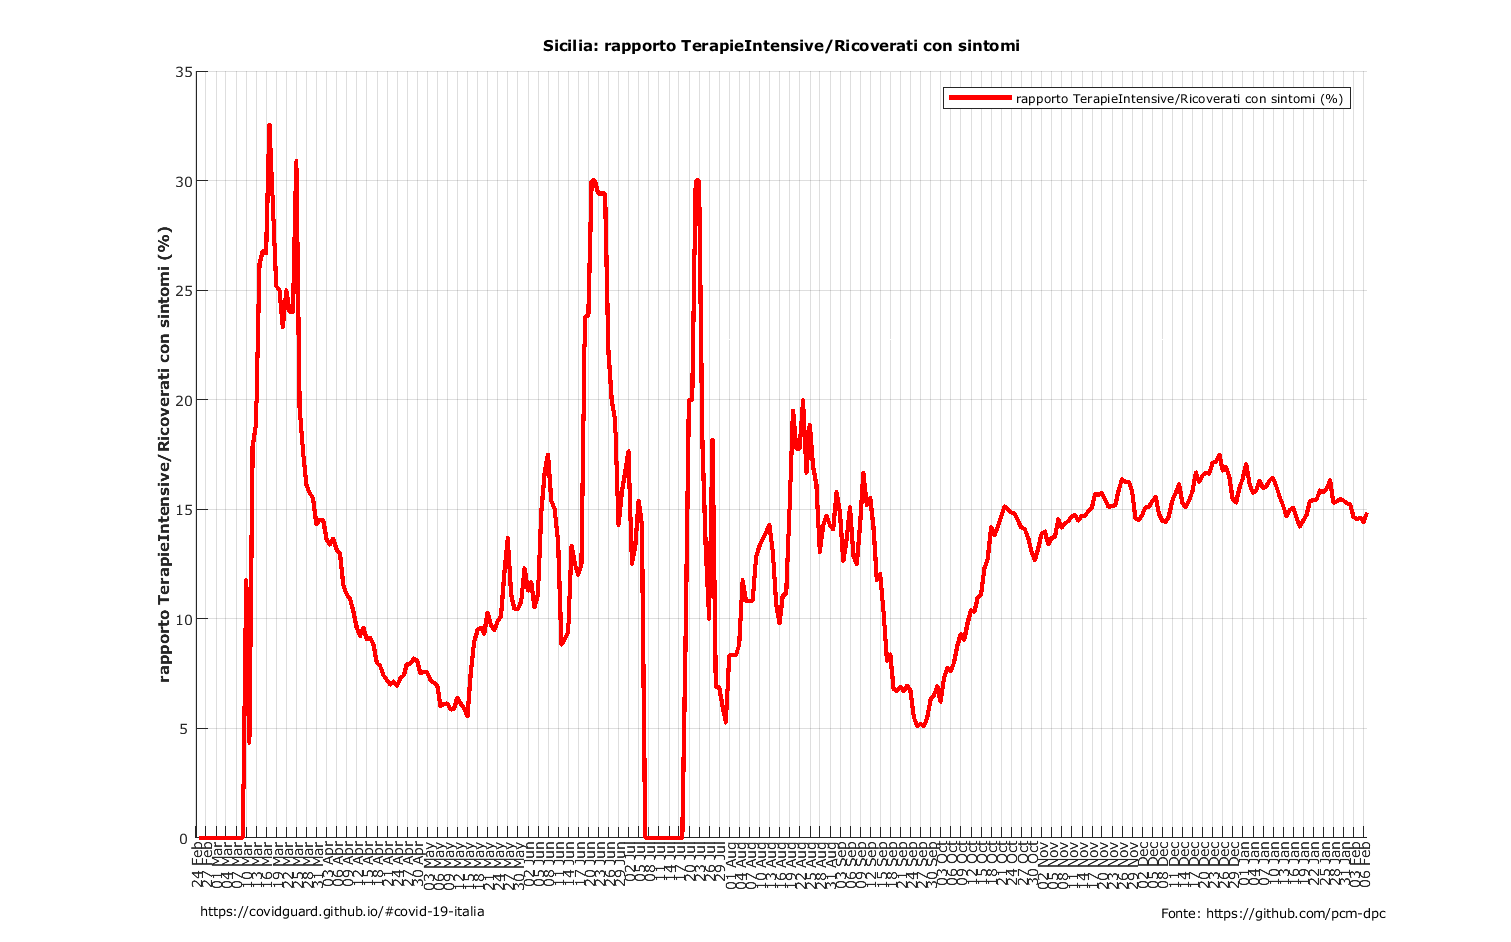 Sicilia: rapporto TerapieIntensive/Ricoverati con sintomi
rapporto TerapieIntensive/Ricoverati con sintomi (%)
rapporto TerapieIntensive/Ricoverati con sintomi (%)
35
30
25
20
15
10
5
0
24 Feb
27 Feb
01 Mar
04 Mar
07 Mar
10 Mar
13 Mar
16 Mar
19 Mar
22 Mar
25 Mar
28 Mar
31 Mar
03 Apr
06 Apr
09 Apr
12 Apr
15 Apr
18 Apr
21 Apr
24 Apr
27 Apr
30 Apr
03 May
06 May
09 May
12 May
15 May
18 May
21 May
24 May
27 May
30 May
02 Jun
05 Jun
08 Jun
11 Jun
14 Jun
17 Jun
20 Jun
23 Jun
26 Jun
29 Jun
02 Jul
05 Jul
08 Jul
11 Jul
14 Jul
17 Jul
20 Jul
23 Jul
26 Jul
29 Jul
01 Aug
04 Aug
07 Aug
10 Aug
13 Aug
16 Aug
19 Aug
22 Aug
25 Aug
28 Aug
31 Aug
03 Sep
06 Sep
09 Sep
12 Sep
15 Sep
18 Sep
21 Sep
24 Sep
27 Sep
30 Sep
03 Oct
06 Oct
09 Oct
12 Oct
15 Oct
18 Oct
21 Oct
24 Oct
27 Oct
30 Oct
02 Nov
05 Nov
08 Nov
11 Nov
14 Nov
17 Nov
20 Nov
23 Nov
26 Nov
29 Nov
02 Dec
05 Dec
08 Dec
11 Dec
14 Dec
17 Dec
20 Dec
23 Dec
26 Dec
29 Dec
01 Jan
04 Jan
07 Jan
10 Jan
13 Jan
16 Jan
19 Jan
22 Jan
25 Jan
28 Jan
31 Jan
03 Feb
06 Feb
https://covidguard.github.io/#covid-19-italia
Fonte: https://github.com/pcm-dpc